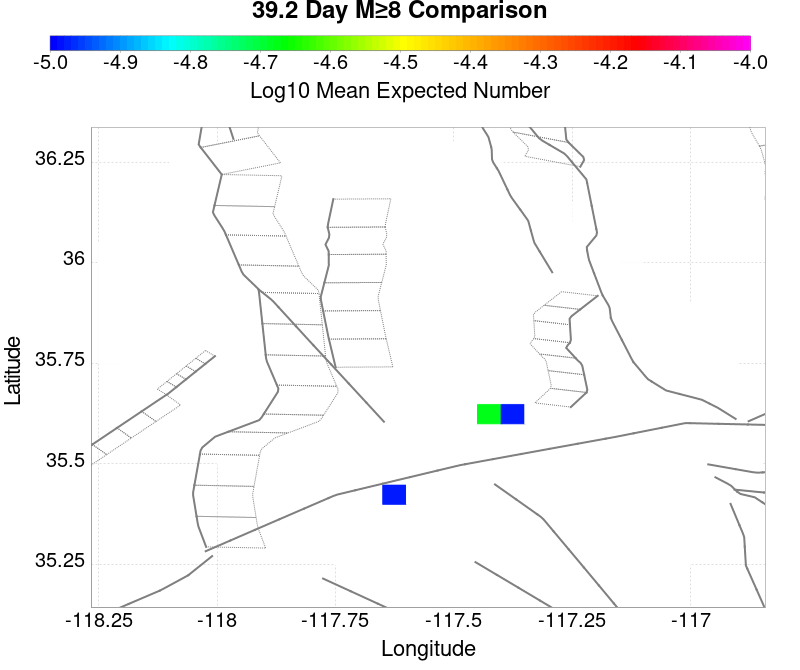 39.2 Day M≥8 Comparison
-5.0 -4.9 -4.8 -4.7 -4.6 -4.5 -4.4 -4.3 -4.2 -4.1 -4.0
Log10 Mean Expected Number
36.25
36
35.75
35.5
35.25
Latitude
-118.25 -118 -117.75 -117.5 -117.25 -117
Longitude